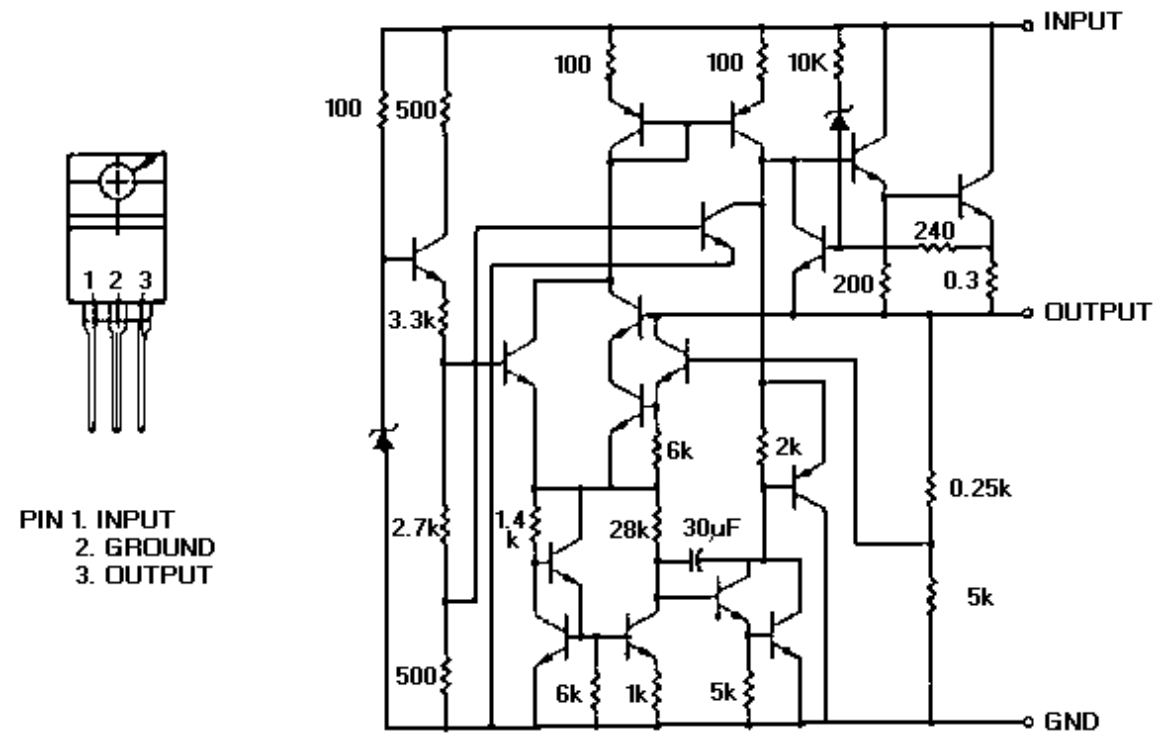 INPUT
100
100
10K
100
500
240
1 2 3
200
0.3
3.3k
OUTPUT
6k
2k
0.25k
PIN 1. INPUT
2. GROUND
3. OUTPUT
2.7k
1.4
k
28k
30µF
5k
500
6k
1k
5k
GND